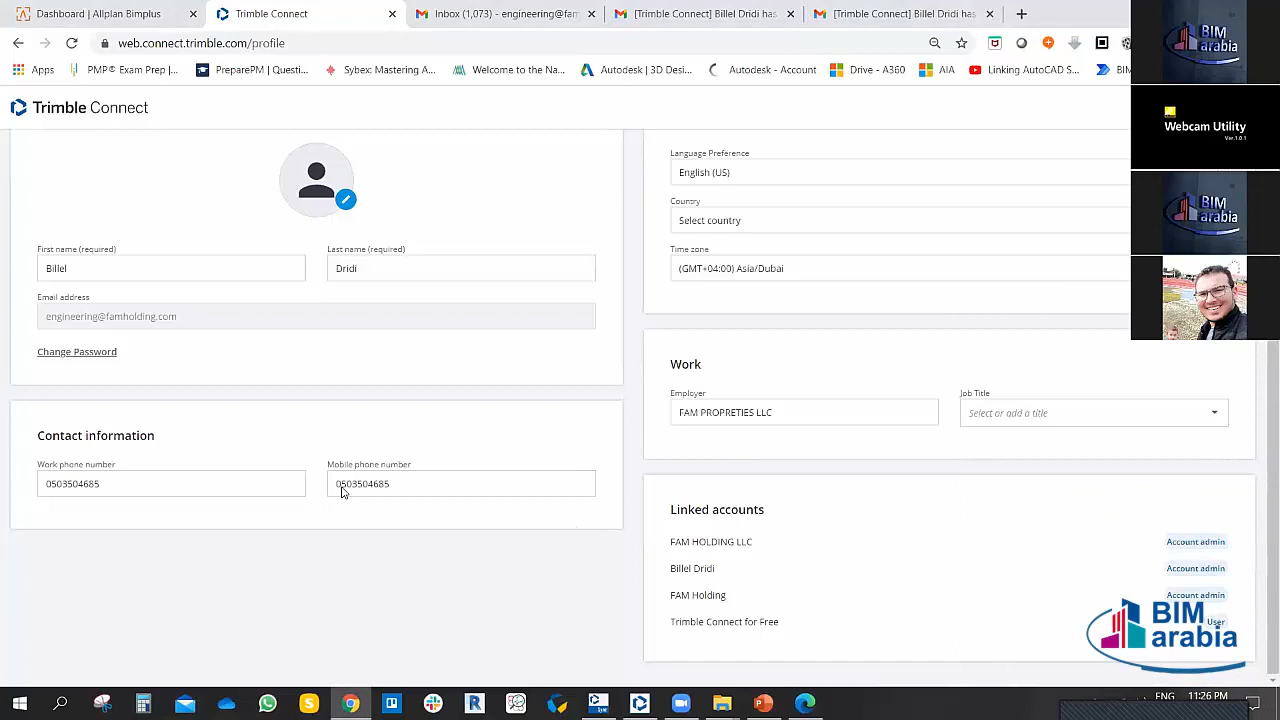 Dashboard | Allplan Bimplus
Trimble Connect
Inbox (1,073) - engineering@fam
[Trimble Connect] Billel Dridi has
[Trimble Connect] Billel Dridi has
web.connect.trimble.com/profile
Apps
PMP® Exam Prep |...
PreparePM | Questi...
Sybex: Mastering ...
Welcome to the Na...
Autodesk | 3D Desi...
Autodesk - Account
Drive - A360
AIA
Linking AutoCAD S...
BIM
arabia
Webcam Utility
Ver.1.0.1
BIM
arabia
Trimble Connect
First name (required)
Billel
Last name (required)
Dridi
Email address
engineering@famholding.com
Change Password
Contact information
Work phone number
0503504685
Mobile phone number
0503504685
Language Preference
English (US)
Country
Select country
Time zone
(GMT+04:00) Asia/Dubai
Work
Employer
FAM PROPRETIES LLC
Job Title
Select or add a title
Linked accounts
FAM HOLDING LLC
Account admin
Billel Dridi
Account admin
FAM Holding
Account admin
Trimble Connect for Free
User
BIM
arabia
ENG
11:26 PM